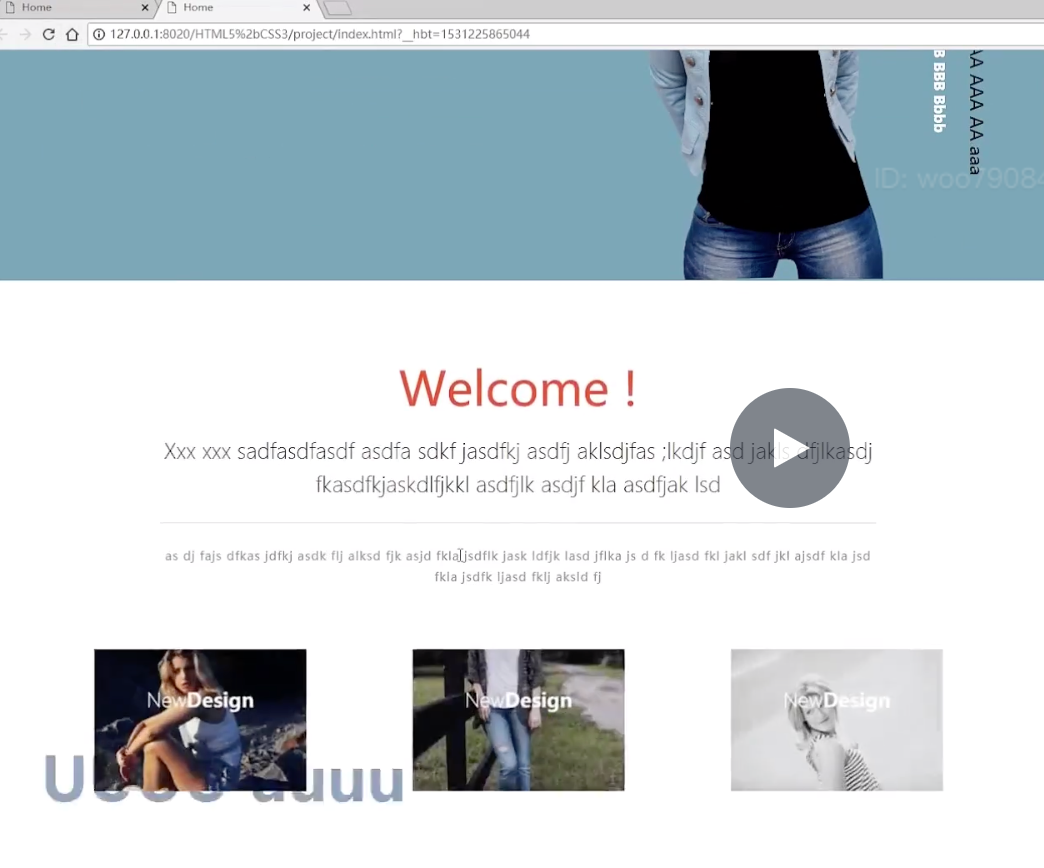 Home
Home
127.0.0.1:8020/HTML5%2bCSS3/project/index.html?__hbt=1531225865044
B BBB Bbbb
AA AAA AA aaa
ID: woo79084
Welcome !
Xxx xxx sadfasdfasdf asdfa sdkf jasdfkj asdfj aklsdjfas ;lkdjf asd jakls dfjlkasdj
fkasdfkjaskdlfjkkl asdfjlk asdjf kla asdfjak lsd
as dj fajs dfkas jdfkj asdk flj alksd fjk asjd fkla jsdflk jask ldfjk lasd jflka js d fk ljasd fkl jakl sdf jkl ajsdf kla jsd
fkla jsdfk ljasd fklj aksld fj
NewDesign
NewDesign
NewDesign
uuuu